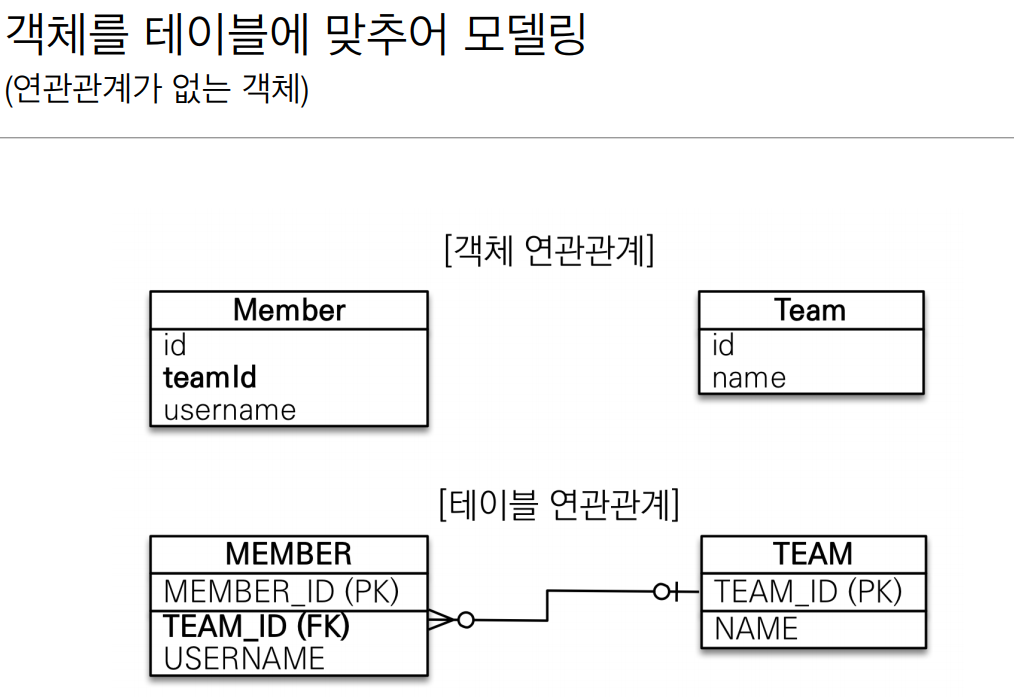 객체를 테이블에 맞추어 모델링
(연관관계가 없는 객체)
[객체 연관관계]
Member
id
teamId
username
Team
id
name
[테이블 연관관계]
MEMBER
MEMBER_ID (PK)
TEAM_ID (FK)
USERNAME
TEAM
TEAM_ID (PK)
NAME